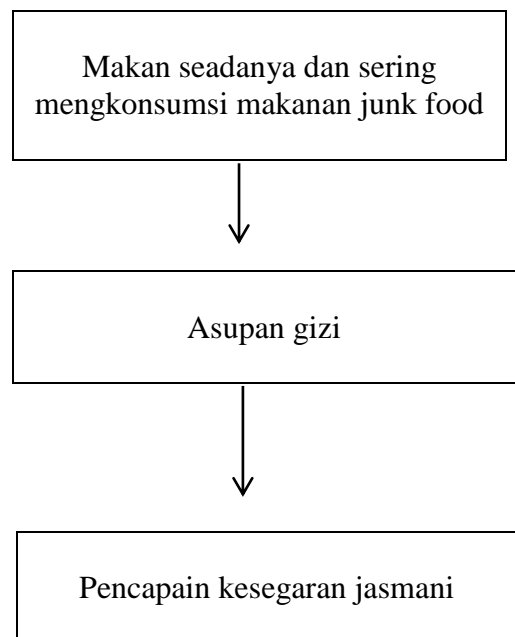 Makan seadanya dan sering
mengkonsumsi makanan junk food
Asupan gizi
Pencapain kesegaran jasmani